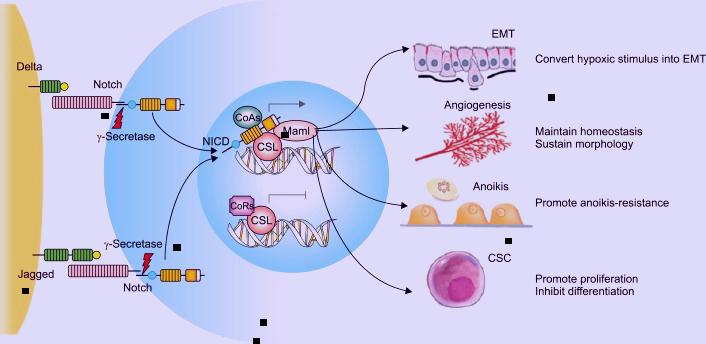 EMT
Delta
Convert hypoxic stimulus into EMT
Notch
Angiogenesis
CoAs
γ-Secretase
Maml
Maintain homeostasis
Sustain morphology
NICD
CSL
Anoikis
Promote anoikis-resistance
CoRs
CSL
γ-Secretase
CSC
Jagged
Notch
Promote proliferation
Inhibit differentiation